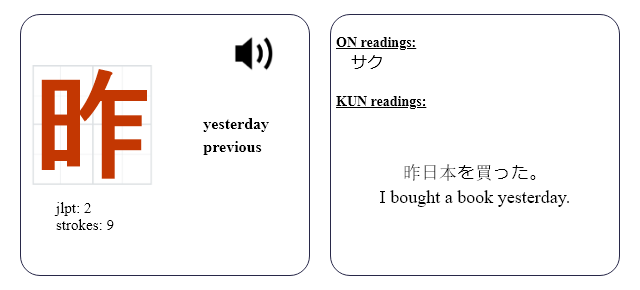 昨
yesterday
previous
jlpt: 2
strokes: 9
ON readings:
サク
KUN readings:
昨日本を買った。
I bought a book yesterday.